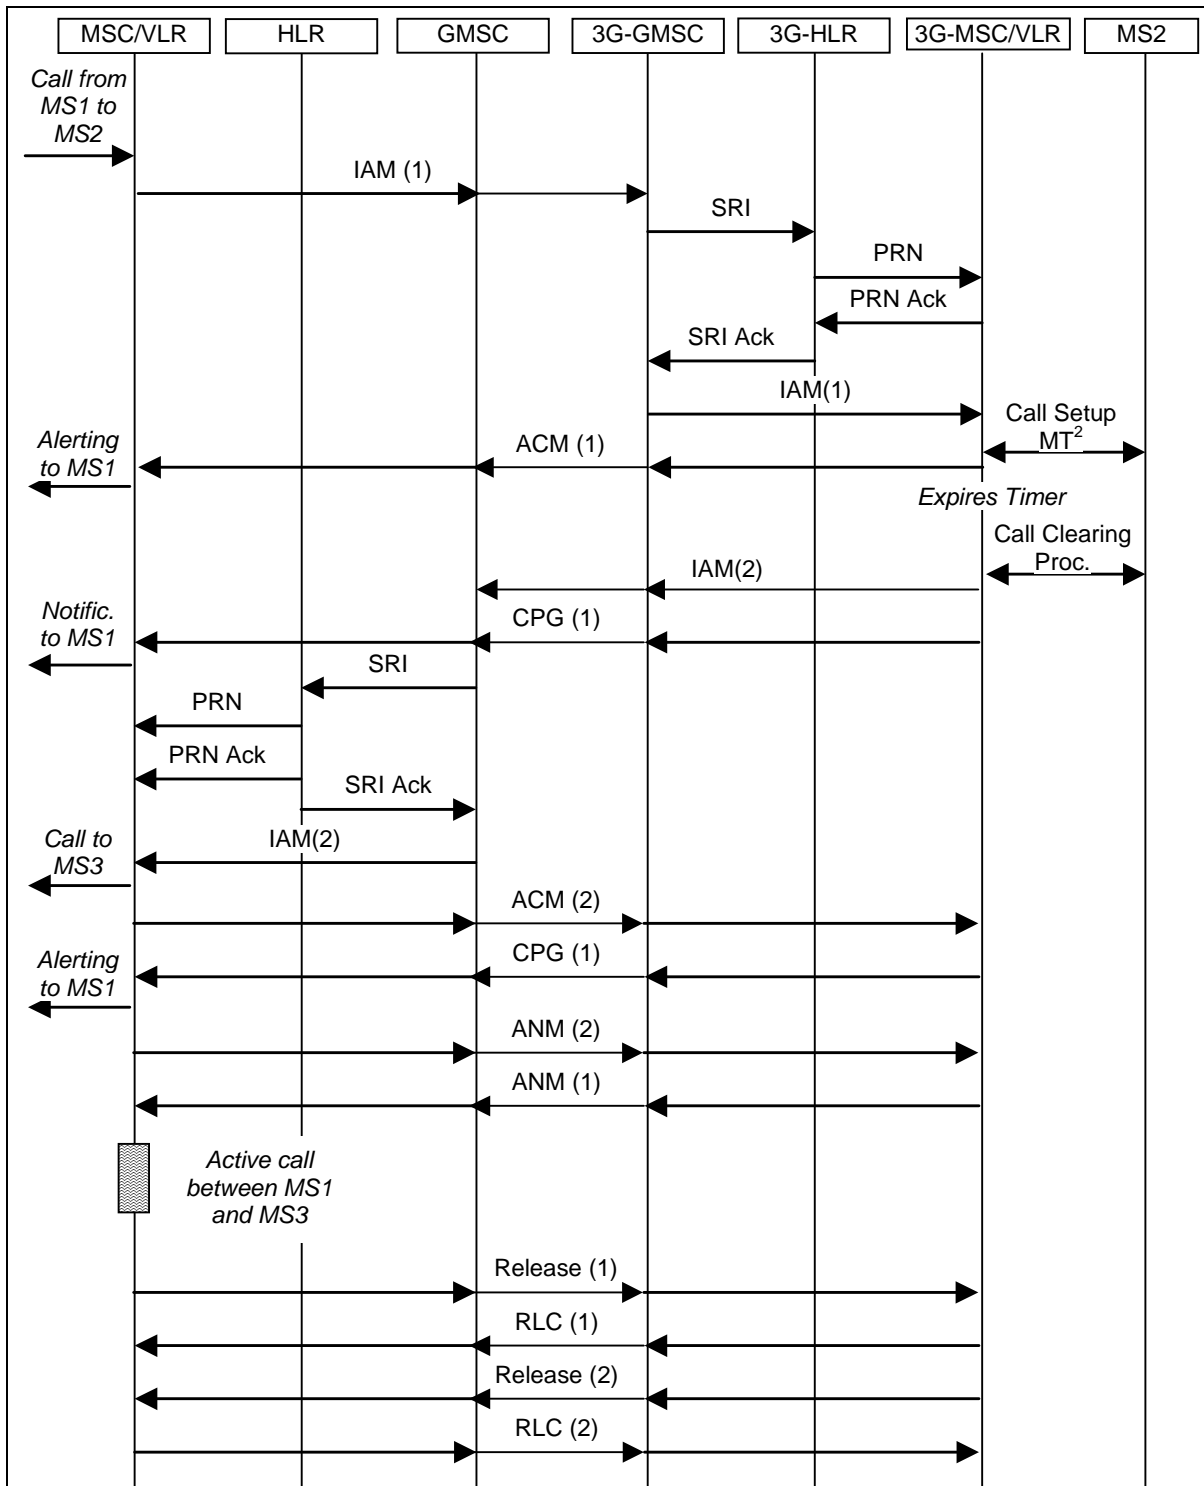 MSC/VLR HLR GMSC 3G-GMSC 3G-HLR 3G-MSC/VLR MS2
Call from
MS1 to
MS2
IAM (1)
SRI
PRN
PRN Ack
SRI Ack
IAM(1)
Call Setup
MT²
Alerting
to MS1
ACM (1)
Expires Timer
Call Clearing
Proc.
IAM(2)
Notific.
to MS1
CPG (1)
SRI
PRN
PRN Ack
SRI Ack
Call to
MS3
IAM(2)
ACM (2)
Alerting
to MS1
CPG (1)
ANM (2)
ANM (1)
Active call
between MS1
and MS3
Release (1)
RLC (1)
Release (2)
RLC (2)